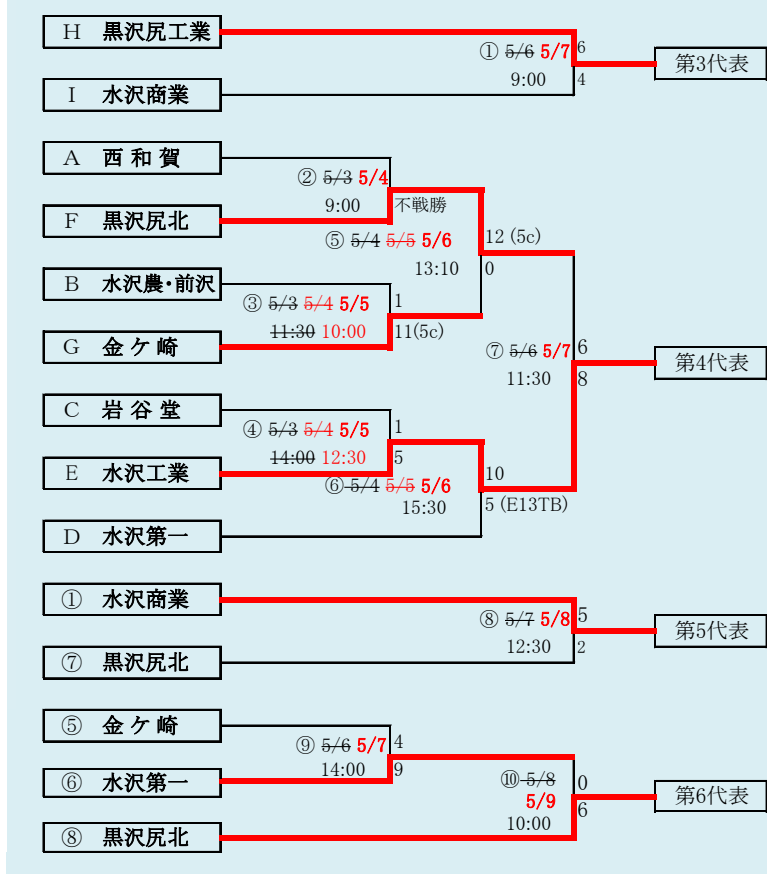 H 黒沢尻工業
① 5/6 5/7 6
第3代表
9:00 4
I 水沢商業
A 西和賀
② 5/3 5/4
9:00 不戦勝
F 黒沢尻北
⑤ 5/4 5/5 5/6 12 (5c)
13:10 0
B 水沢農・前沢
③ 5/3 5/4 5/5 1
11:30 10:00 11(5c)
G 金ケ崎
⑦ 5/6 5/7 6
第4代表
11:30 8
C 岩谷堂
④ 5/3 5/4 5/5 1
14:00 12:30 5
E 水沢工業
⑥ 5/4 5/5 5/6 10
15:30 5 (E13TB)
D 水沢第一
① 水沢商業
⑧ 5/7 5/8 5
第5代表
12:30 2
⑦ 黒沢尻北
⑤ 金ケ崎
⑨ 5/6 5/7 4
14:00 9
⑥ 水沢第一
⑩ 5/8 0
5/9 6
第6代表
10:00
⑧ 黒沢尻北